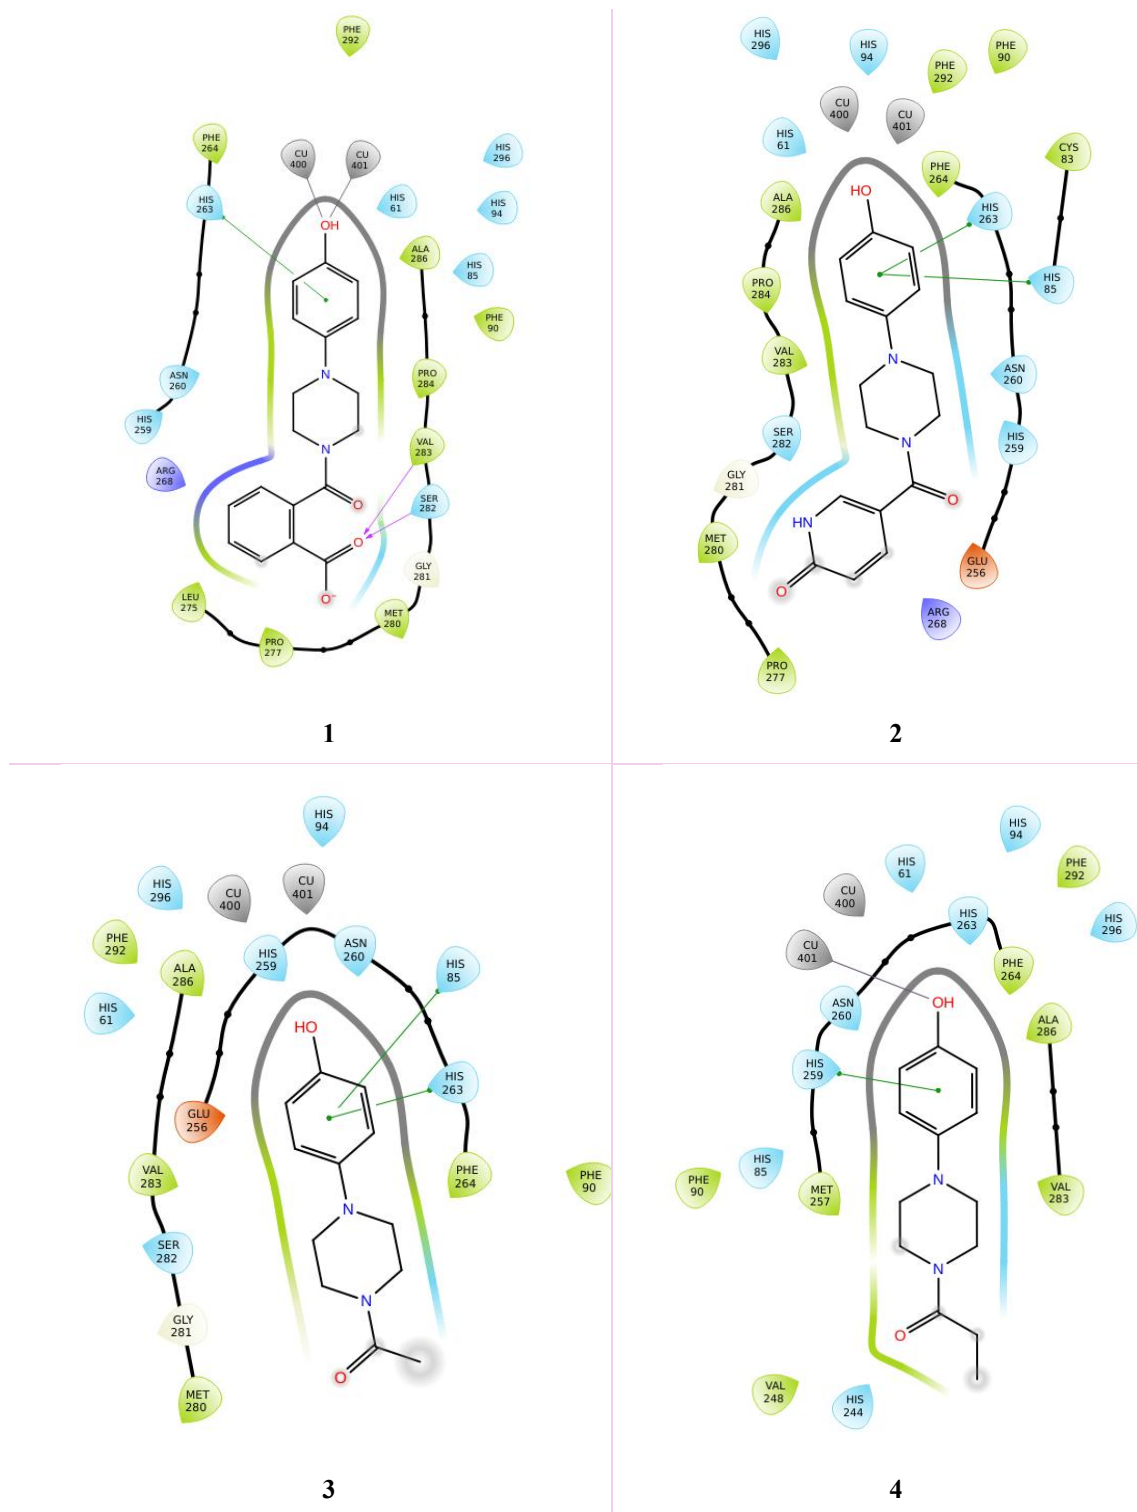 PHE
292
PHE
264
CU
400
CU
401
HIS
296
HIS
263
HIS
61
HIS
94
OH
ALA
286
HIS
85
PHE
90
ASN
260
N
PRO
284
HIS
259
N
VAL
283
ARG
268
O
SER
282
O
GLY
281
O⁻
LEU
275
MET
280
PRO
277
1
HIS
296
HIS
94
PHE
90
PHE
292
CU
400
CU
401
HIS
61
CYS
83
PHE
264
HO
ALA
286
HIS
263
PRO
284
HIS
85
VAL
283
N
ASN
260
SER
282
N
HIS
259
GLY
281
O
HN
MET
280
GLU
256
O
ARG
268
PRO
277
2
HIS
94
HIS
296
CU
400
CU
401
PHE
292
ALA
286
HIS
259
ASN
260
HIS
85
HIS
61
HO
HIS
263
GLU
256
VAL
283
PHE
264
PHE
90
N
SER
282
N
GLY
281
O
MET
280
3
HIS
94
HIS
61
PHE
292
CU
400
HIS
263
HIS
296
CU
401
PHE
264
ASN
260
OH
ALA
286
HIS
259
HIS
85
PHE
90
MET
257
N
VAL
283
N
O
VAL
248
HIS
244
4